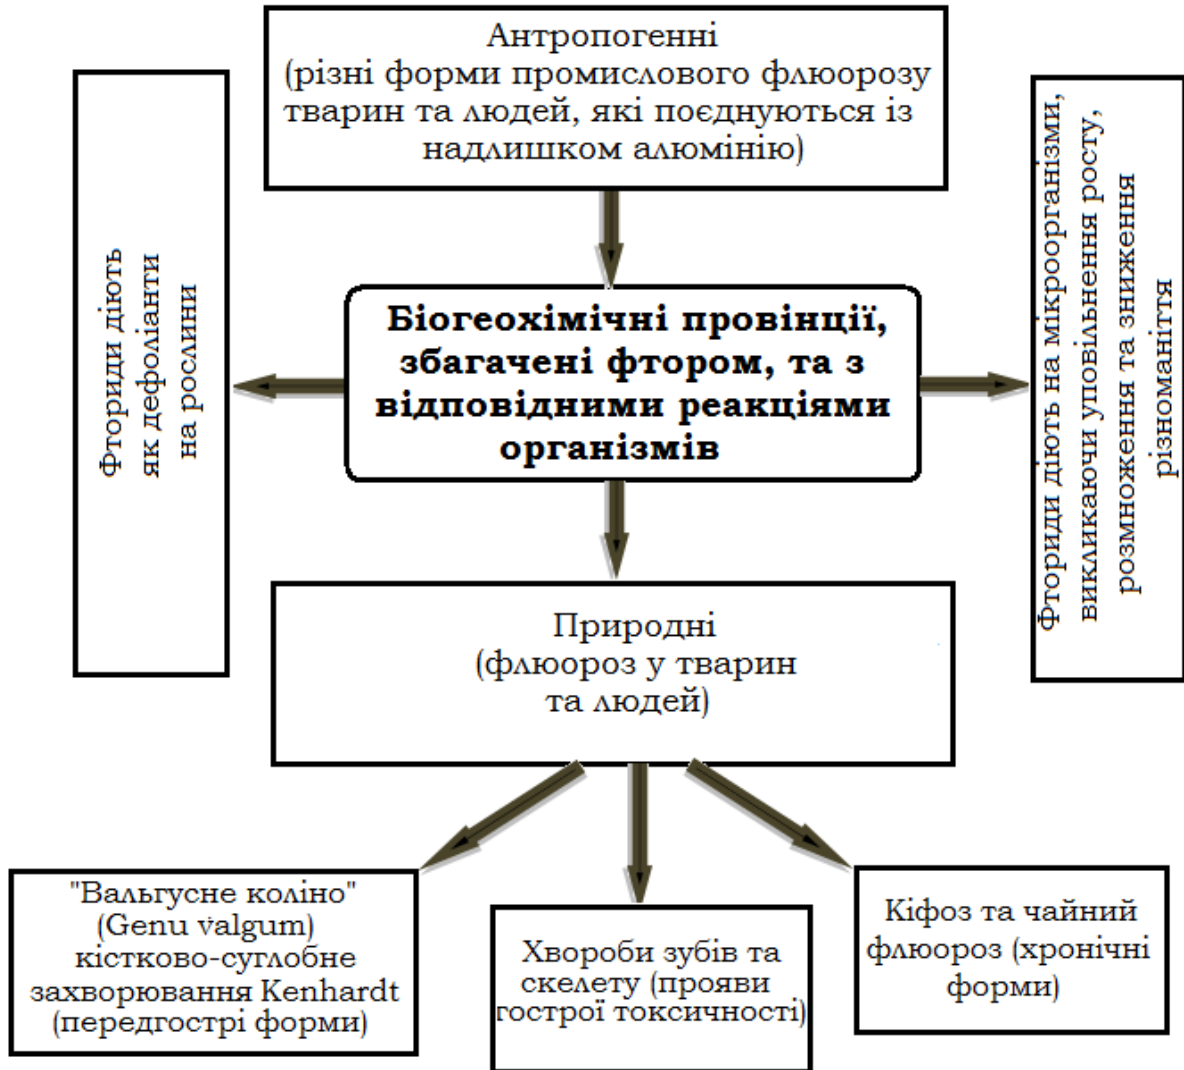 Антропогенні
(різні форми промислового флюорозу
тварин та людей, які поєднуються із
надлишком алюмінію)
Фториди діють
як дефоліанти
на рослини
Біогеохімічні провінції,
збагачені фтором, та з
відповідними реакціями
організмів
Фториди діють на мікроорганізми,
викликаючи уповільнення росту,
розмноження та зниження
різноманіття
Природні
(флюороз у тварин
та людей)
"Вальгусне коліно"
(Genu valgum)
кістково-суглобне
захворювання Kenhardt
(передгострі форми)
Хвороби зубів та
скелету (прояви
гострої токсичності)
Кіфоз та чайний
флюороз (хронічні
форми)